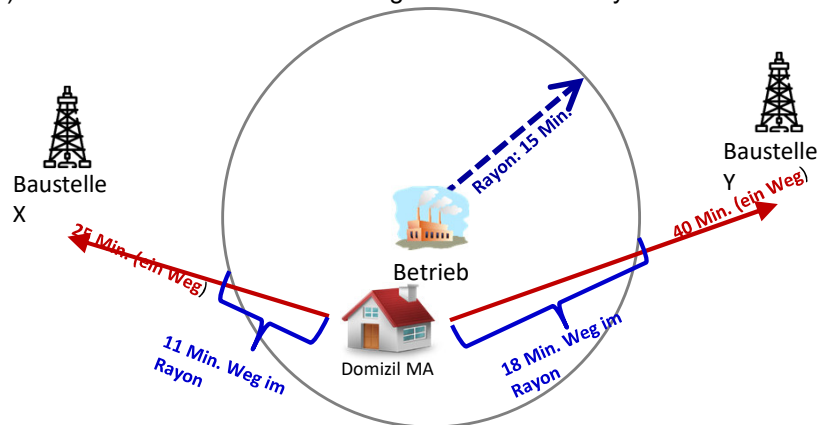 Rayon: 15 Min.
Baustelle
X
Baustelle
Y
25 Min. (ein Weg)
40 Min. (ein Weg)
Betrieb
11 Min. Weg im
Rayon
Domizil MA
18 Min. Weg im
Rayon